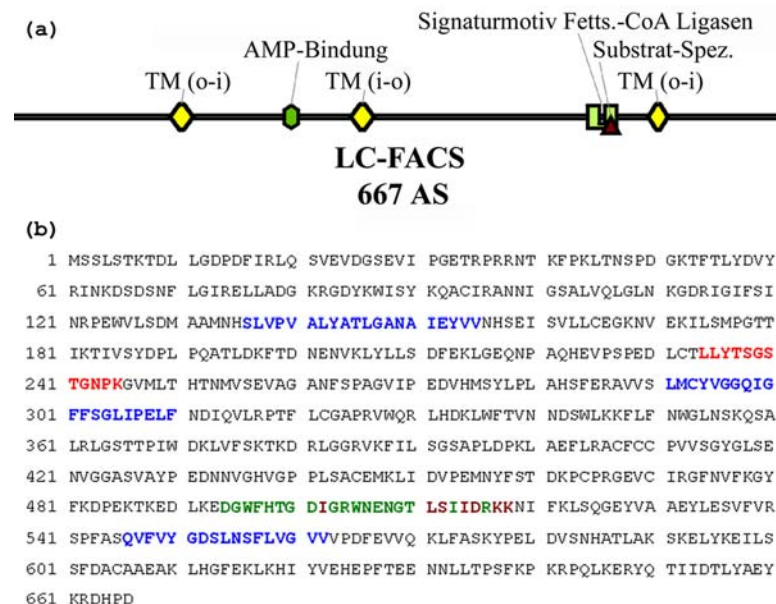 (a)
Signaturmotiv Fetts.-CoA Ligasen
AMP-Bindung
Substrat-Spez.
TM (o-i)
TM (i-o)
TM (o-i)
LC-FACS
667 AS
(b)
1 MSSLSTKTDL LGDPDFIRLQ SVEVDGSEVI PGETRPRRNT KFPKLTNSPD GKTFTLYDVY
61 RINKDSDSNF LGIRELLADG KRGDYKWISY KQACIRANNI GSALVQLGLN KGDRIGIFSI
121 NRPEWVLSDM AAMNHSLVPV ALYATLGANA IEYVVNHSEI SVLLCEGKNV EKILSMPGTT
181 IKTIVSYDPL PQATLDKFTD NENVKLYLLS DFEKLGEQNP AQHEVPSPED LCTLLYTSGS
241 TGNPKGVMLT HTNMVSEVAG ANFSPAGVIP EDVHMSYLPL AHSFERAVVS LMCYVGGQIG
301 FFSGLIPELF NDIQVLRPTF LCGAPRVWQR LHDKLWFTVN NDSWLKKFLF NWGLNSKQSA
361 LRLGSTTPIW DKLVFSKTKD RLGGRVKFIL SGSAPLDPKL AEFLRACFCC PVVSGYGLSE
421 NVGGASVAYP EDNNVGHVGP PLSACEMKLI DVPEMNYFST DKPCPRGEVC IRGFNVFKGY
481 FKDPEKTKED LKEDGWFHTG DIGRWNENGT LSIIDRKKNI FKLSQGEYVA AEYLESVFVR
541 SPFASQVFVY GDSLNSFLVG VVVPDFEVVQ KLFASKYPEL DVSNHATLAK SKELYKEILS
601 SFDACAAEAK LHGFEKLKHI YVEHEPFTEE NNLLTPSFKP KRPQLKERYQ TIIDTLYAEY
661 KRDHPD